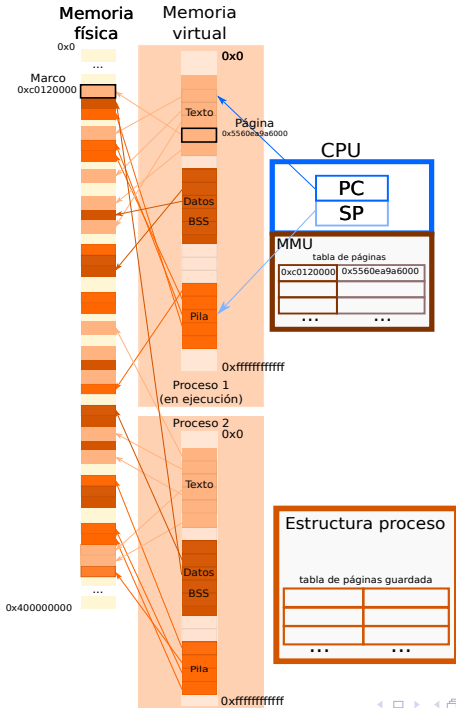 Memoria
física
Memoria
virtual
0x0
...
Marco
0xc0120000
0x0
Texto
Página
0x5560ea9a6000
Datos
BSS
Pila
0xffffffffffff
Proceso 1
(en ejecución)
CPU
PC
SP
MMU
tabla de páginas
0xc0120000 0x5560ea9a6000
... ...
Proceso 2
0x0
Texto
Datos
BSS
Pila
0xffffffffffff
...
0x400000000
Estructura proceso
tabla de páginas guardada
... ...